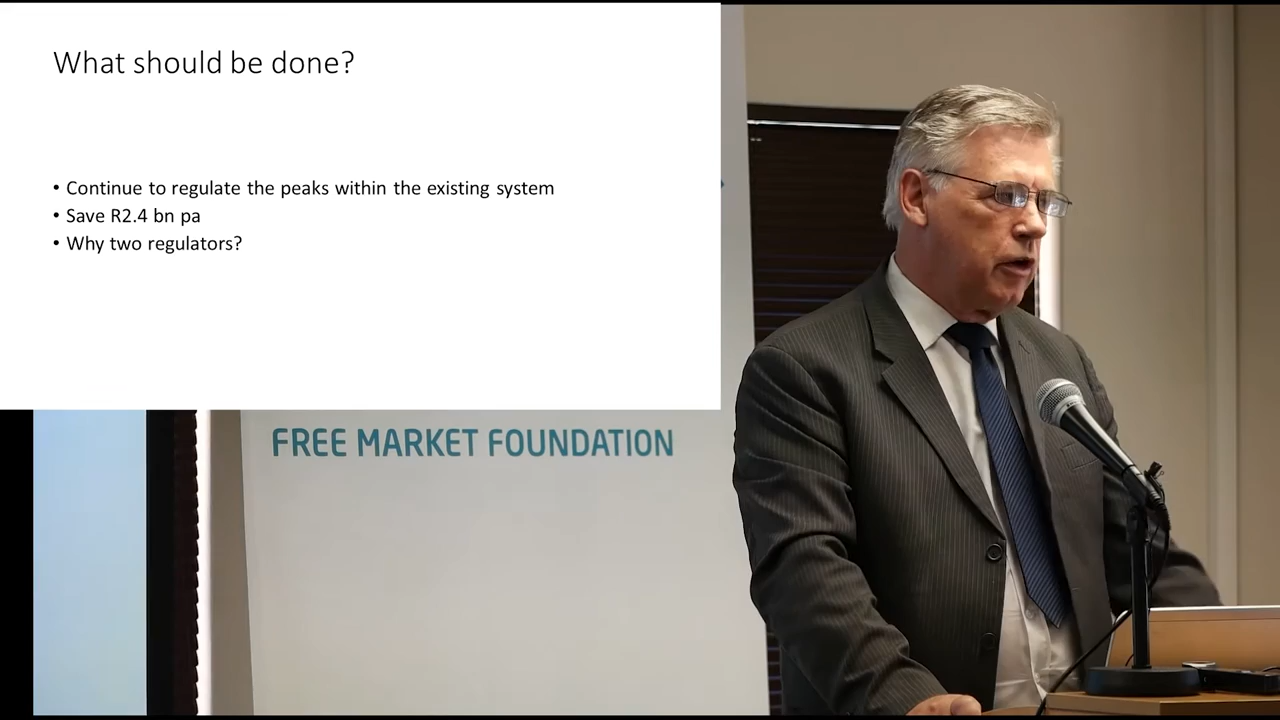 What should be done?
• Continue to regulate the peaks within the existing system
• Save R2.4 bn pa
• Why two regulators?
FREE MARKET FOUNDATION